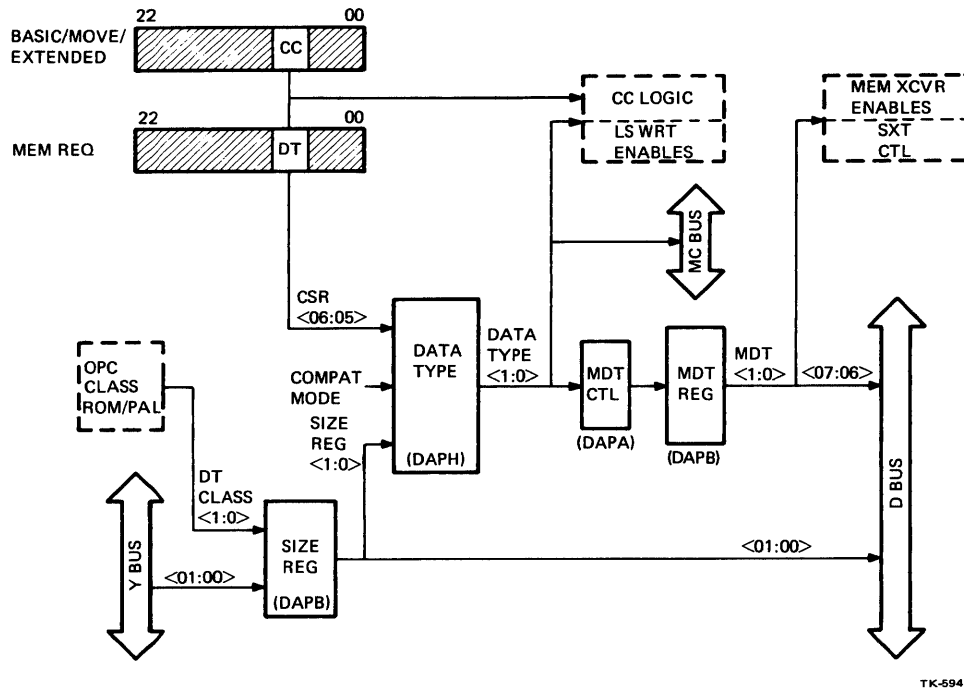 22 00
BASIC/MOVE/
EXTENDED
CC
22 00
MEM REQ
DT
CC LOGIC
LS WRT
ENABLES
MEM XCVR
ENABLES
SXT
CTL
MC BUS
CSR
<06:05>
COMPAT
MODE
SIZE
REG
<1:0>
DATA
TYPE
(DAPH)
DATA
TYPE
<1:0>
MDT
CTL
(DAPA)
MDT
REG
(DAPB)
MDT
<1:0>
<07:06>
D BUS
OPC
CLASS
ROM/PAL
DT
CLASS
<1:0>
Y BUS
<01:00>
SIZE
REG
(DAPB)
<01:00>
TK-594